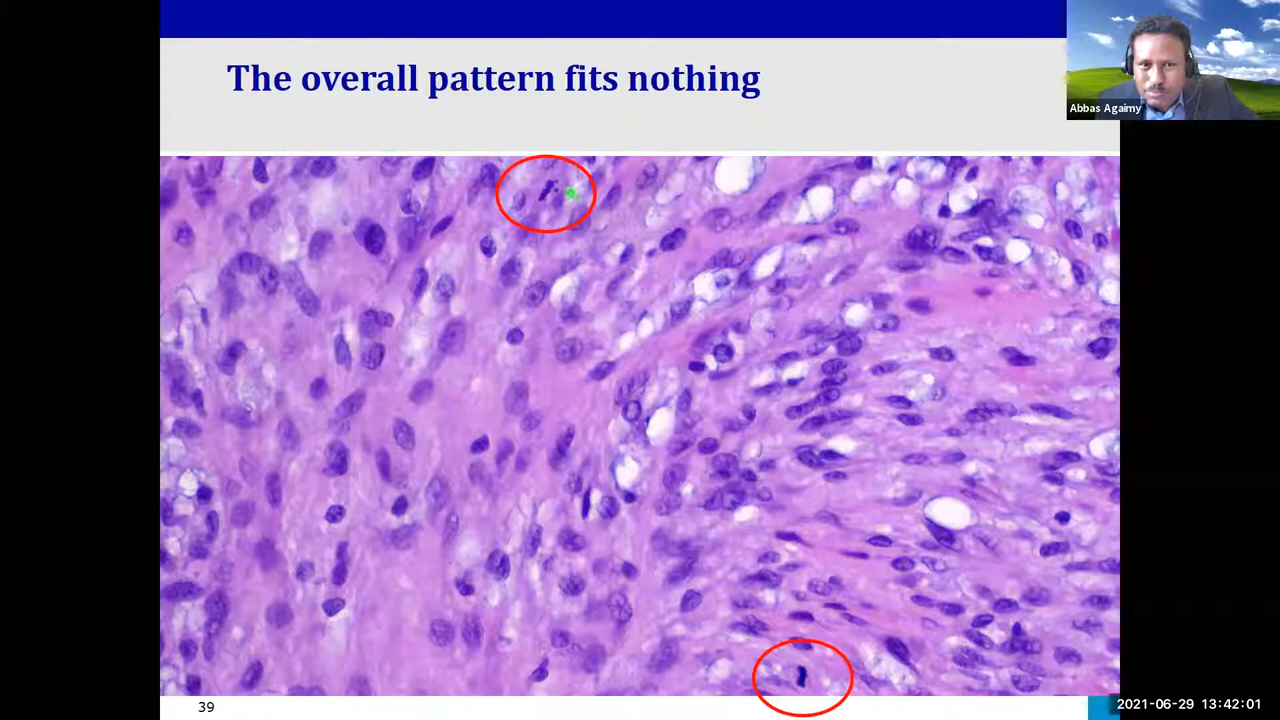 The overall pattern fits nothing
Abbas Agaimy
39
2021-06-29 13:42:01